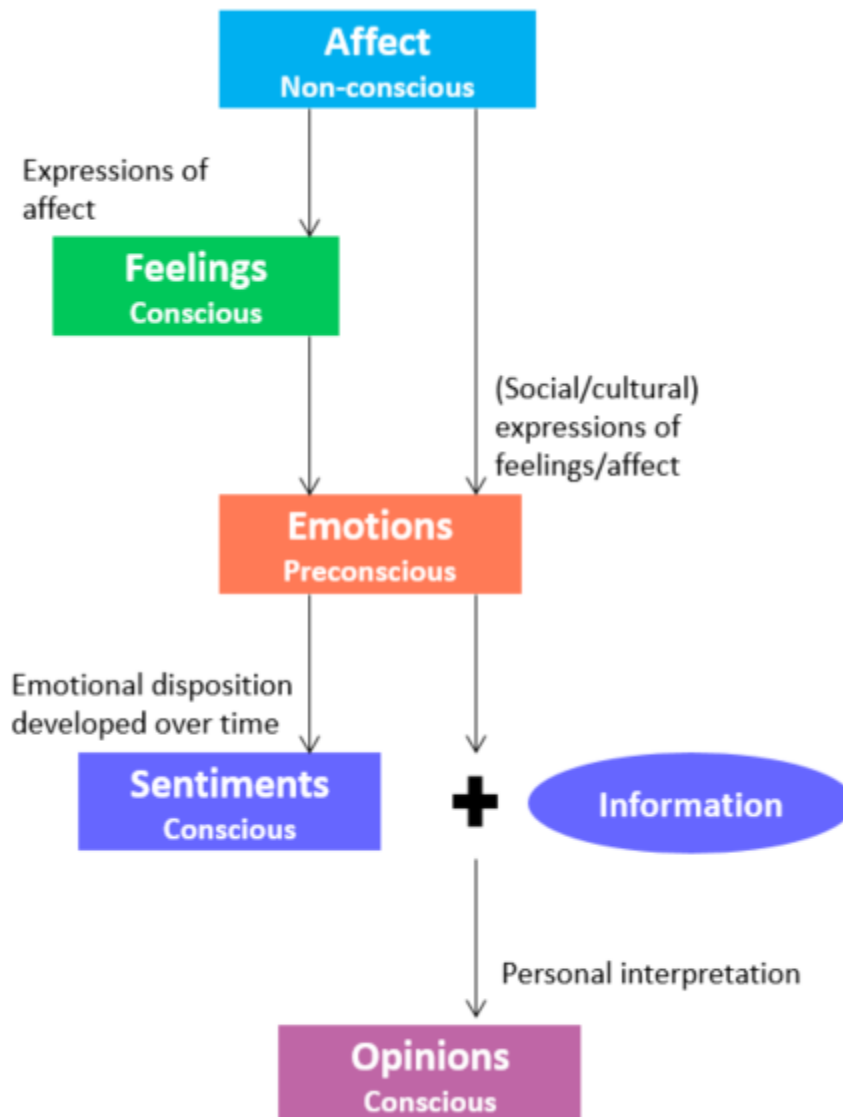 Affect
Non-conscious
Expressions of
affect
Feelings
Conscious
(Social/cultural)
expressions of
feelings/affect
Emotions
Preconscious
Emotional disposition
developed over time
Sentiments
Conscious
Information
Personal interpretation
Opinions
Conscious